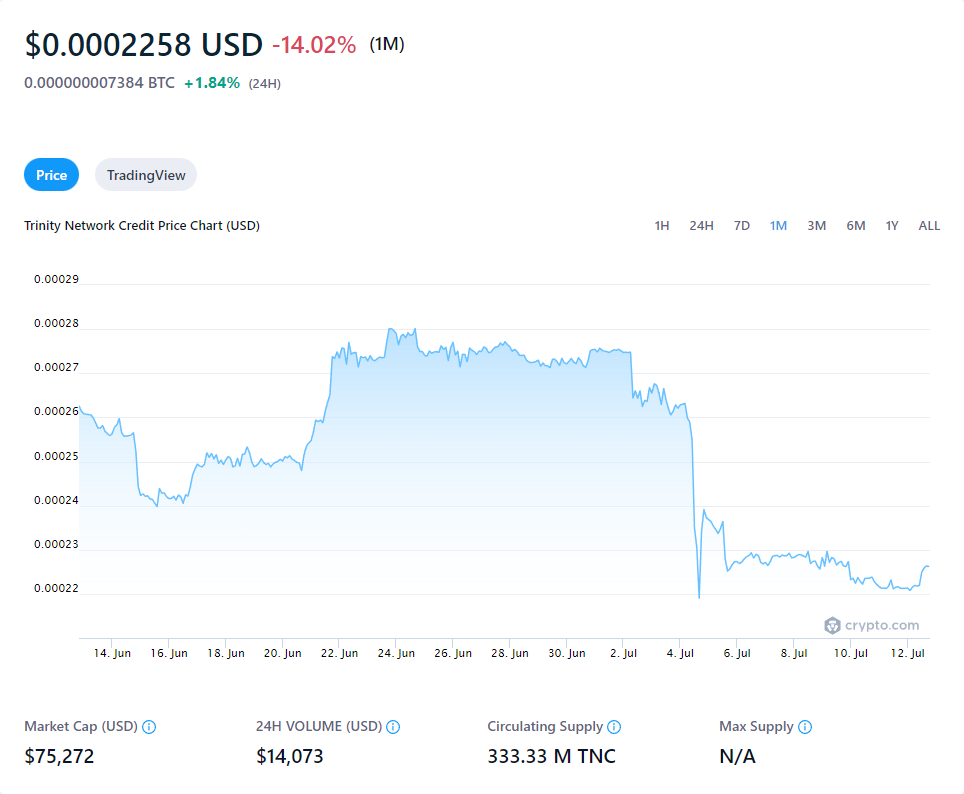 $0.0002258 USD -14.02% (1M)
0.000000007384 BTC +1.84% (24H)
Price TradingView
Trinity Network Credit Price Chart (USD) 1H 24H 7D 1M 3M 6M 1Y ALL
0.00029
0.00028
0.00027
0.00026
0.00025
0.00024
0.00023
0.00022
crypto.com
14. Jun 16. Jun 18. Jun 20. Jun 22. Jun 24. Jun 26. Jun 28. Jun 30. Jun 2. Jul 4. Jul 6. Jul 8. Jul 10. Jul 12. Jul
Market Cap (USD) 24H VOLUME (USD) Circulating Supply Max Supply
$75,272 $14,073 333.33 M TNC N/A